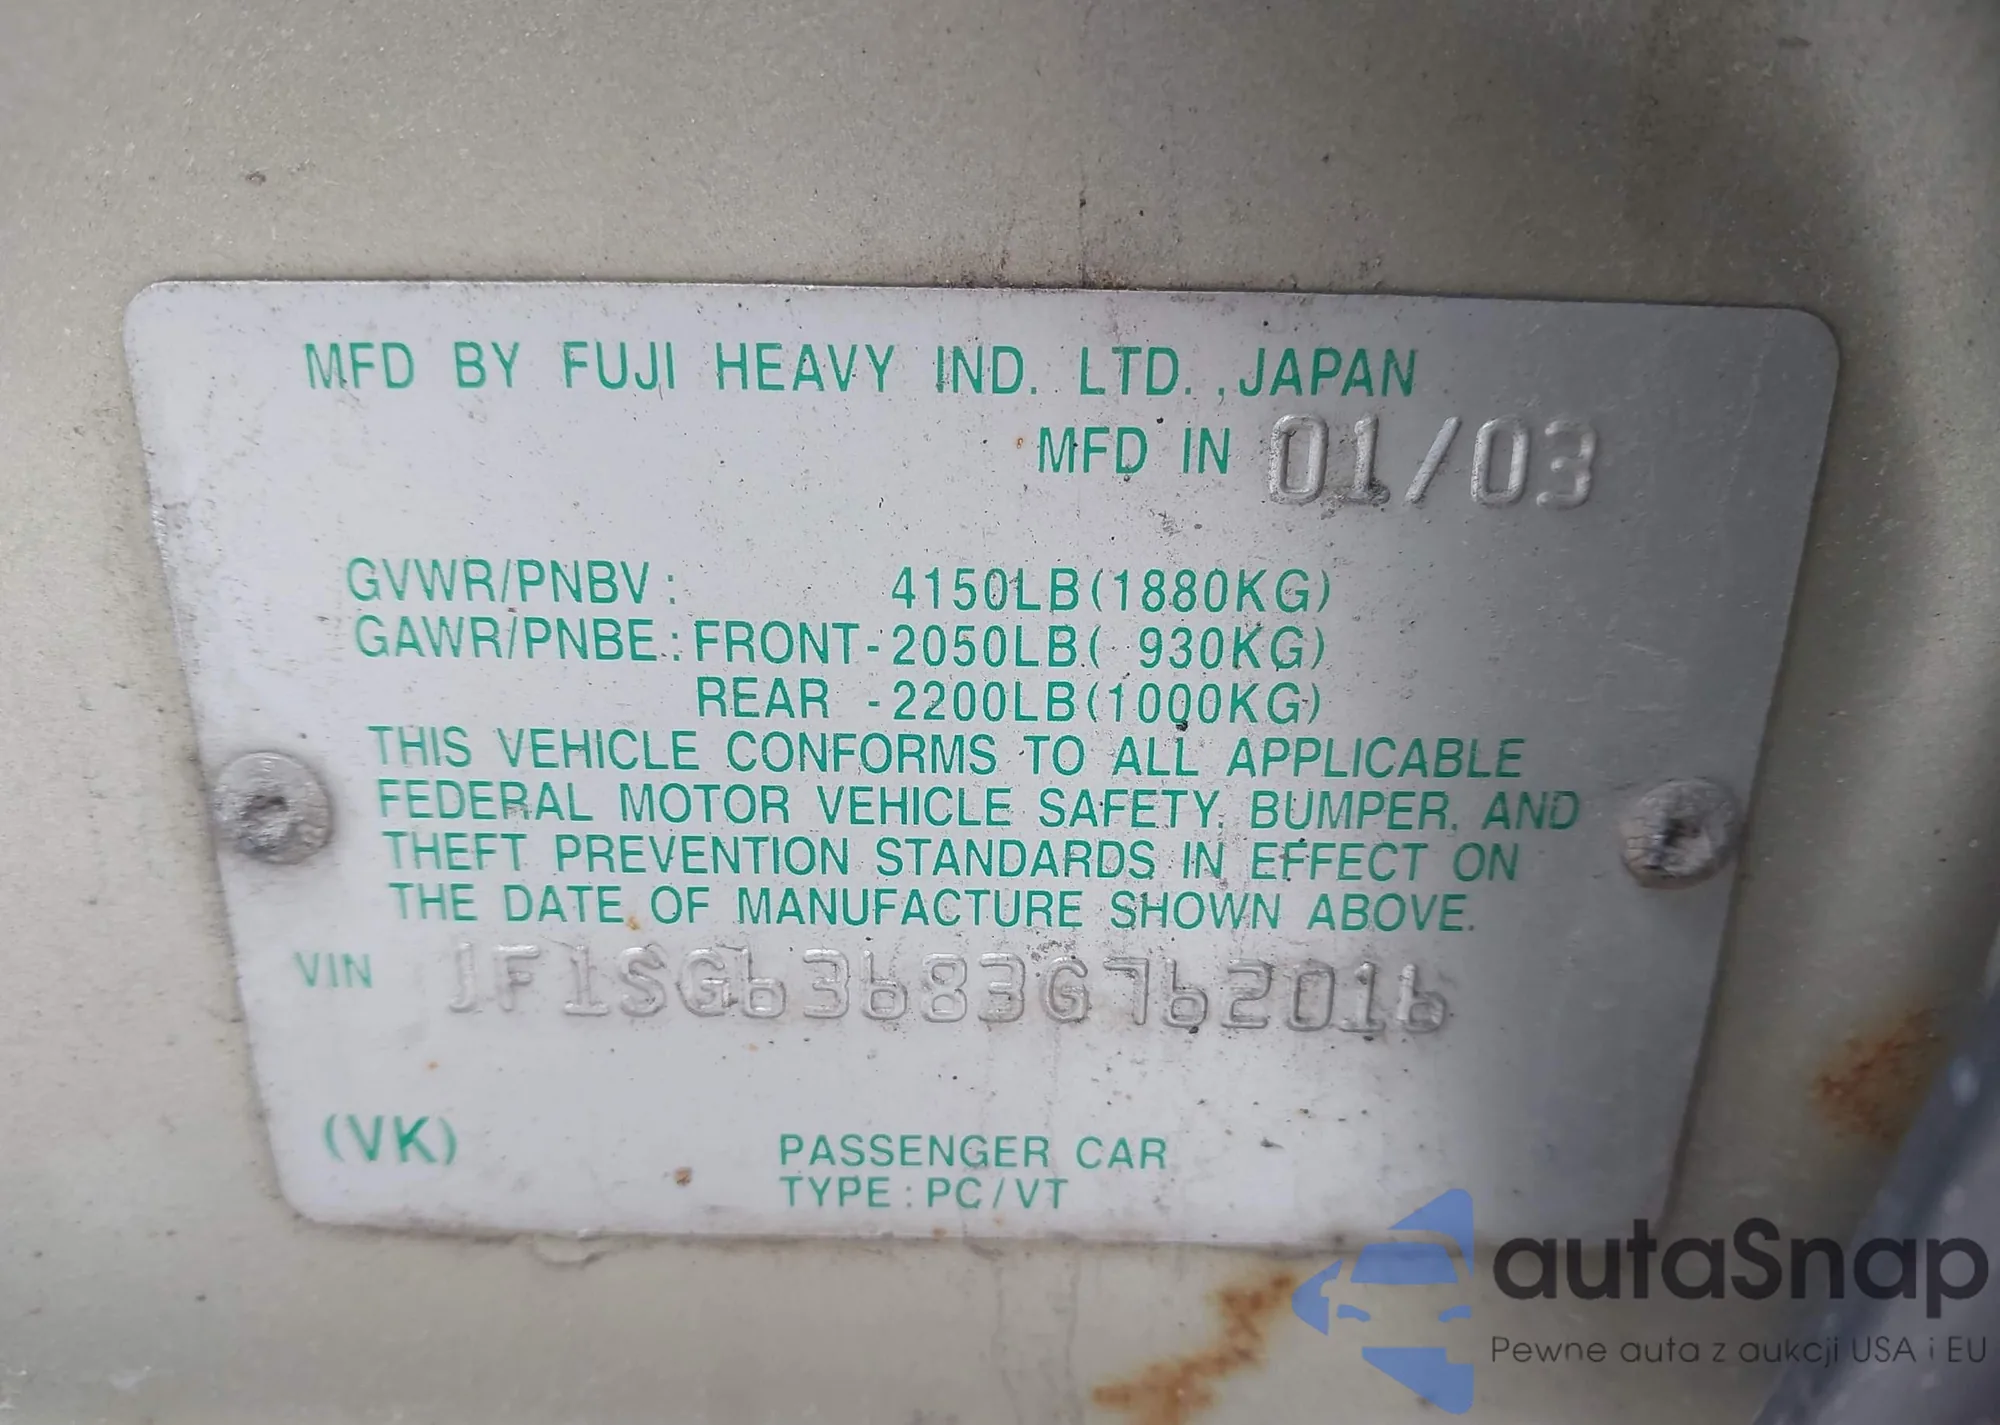 MFD BY FUJI HEAVY IND. LTD. ,JAPAN
MFD IN 01/03
GVWR/PNBV: 4150LB(1880KG)
GAWR/PNBE:FRONT-2050LB( 930KG)
REAR -2200LB(1000KG)
THIS VEHICLE CONFORMS TO ALL APPLICABLE
FEDERAL MOTOR VEHICLE SAFETY, BUMPER, AND
THEFT PREVENTION STANDARDS IN EFFECT ON
THE DATE OF MANUFACTURE SHOWN ABOVE.
VIN JF1SG63683G762016
(VK)
PASSENGER CAR
TYPE:PC/VT
autaSnap
Pewne auta z aukcji USA i EU